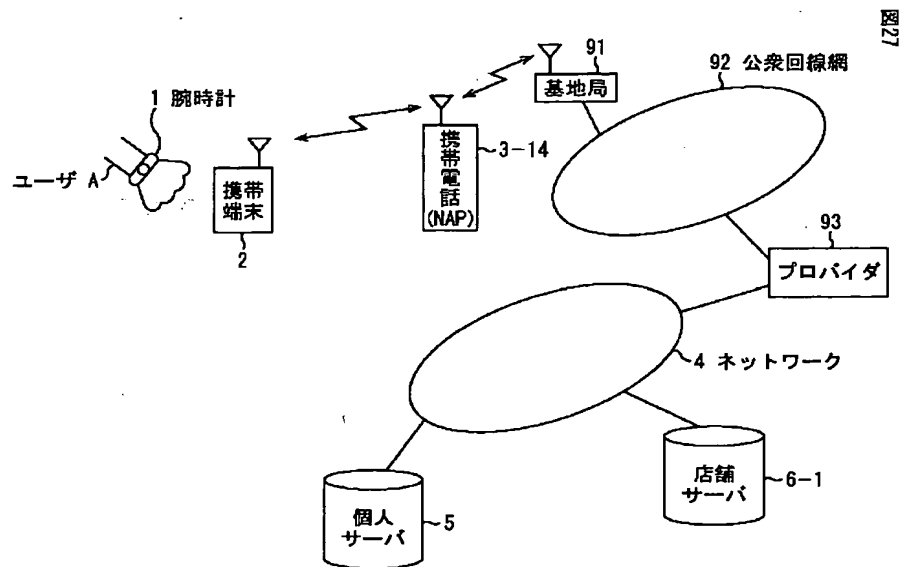 図27
91
92 公衆回線網
基地局
1 腕時計
ユーザ A
携帯
端末
2
携帯電話
(NAP)
3-14
93
プロバイダ
4 ネットワーク
店舗
サーバ
6-1
個人
サーバ
5